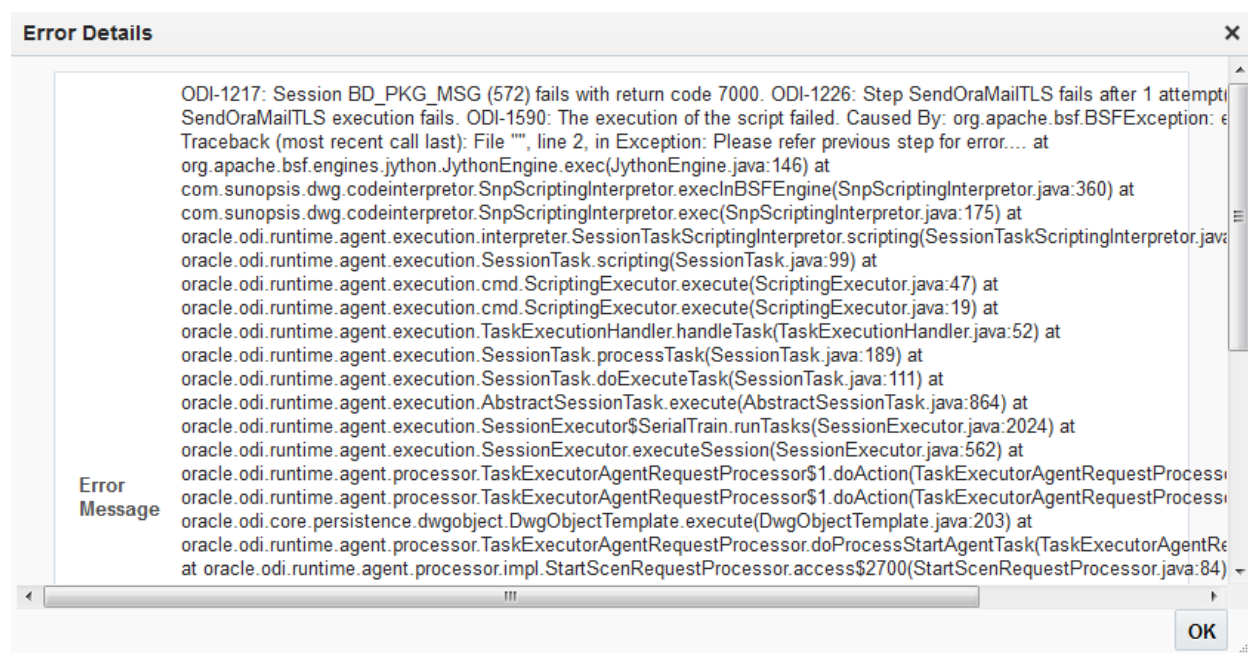 Error Details
ODI-1217: Session BD_PKG_MSG (572) fails with return code 7000. ODI-1226: Step SendOraMailTLS fails after 1 attempt(
SendOraMailTLS execution fails. ODI-1590: The execution of the script failed. Caused By: org.apache.bsf.BSFException: e
Traceback (most recent call last): File "", line 2, in Exception: Please refer previous step for error.... at
org.apache.bsf.engines.jython.JythonEngine.exec(JythonEngine.java:146) at
com.sunopsis.dwg.codeinterpretor.SnpScriptingInterpretor.execInBSFEngine(SnpScriptingInterpretor.java:360) at
com.sunopsis.dwg.codeinterpretor.SnpScriptingInterpretor.exec(SnpScriptingInterpretor.java:175) at
oracle.odi.runtime.agent.execution.interpreter.SessionTaskScriptingInterpretor.scripting(SessionTaskScriptingInterpretor.java
oracle.odi.runtime.agent.execution.SessionTask.scripting(SessionTask.java:99) at
oracle.odi.runtime.agent.execution.cmd.ScriptingExecutor.execute(ScriptingExecutor.java:47) at
oracle.odi.runtime.agent.execution.cmd.ScriptingExecutor.execute(ScriptingExecutor.java:19) at
oracle.odi.runtime.agent.execution.TaskExecutionHandler.handleTask(TaskExecutionHandler.java:52) at
oracle.odi.runtime.agent.execution.SessionTask.processTask(SessionTask.java:189) at
oracle.odi.runtime.agent.execution.SessionTask.doExecuteTask(SessionTask.java:111) at
oracle.odi.runtime.agent.execution.AbstractSessionTask.execute(AbstractSessionTask.java:864) at
oracle.odi.runtime.agent.execution.SessionExecutor$SerialTrain.runTasks(SessionExecutor.java:2024) at
oracle.odi.runtime.agent.execution.SessionExecutor.executeSession(SessionExecutor.java:562) at
oracle.odi.runtime.agent.processor.TaskExecutorAgentRequestProcessor$1.doAction(TaskExecutorAgentRequestProcesso
oracle.odi.runtime.agent.processor.TaskExecutorAgentRequestProcessor$1.doAction(TaskExecutorAgentRequestProcesso
oracle.odi.core.persistence.dwgobject.DwgObjectTemplate.execute(DwgObjectTemplate.java:203) at
oracle.odi.runtime.agent.processor.TaskExecutorAgentRequestProcessor.doProcessStartAgentTask(TaskExecutorAgentRe
at oracle.odi.runtime.agent.processor.impl.StartScenRequestProcessor.access$2700(StartScenRequestProcessor.java:84)
Error
Message
OK